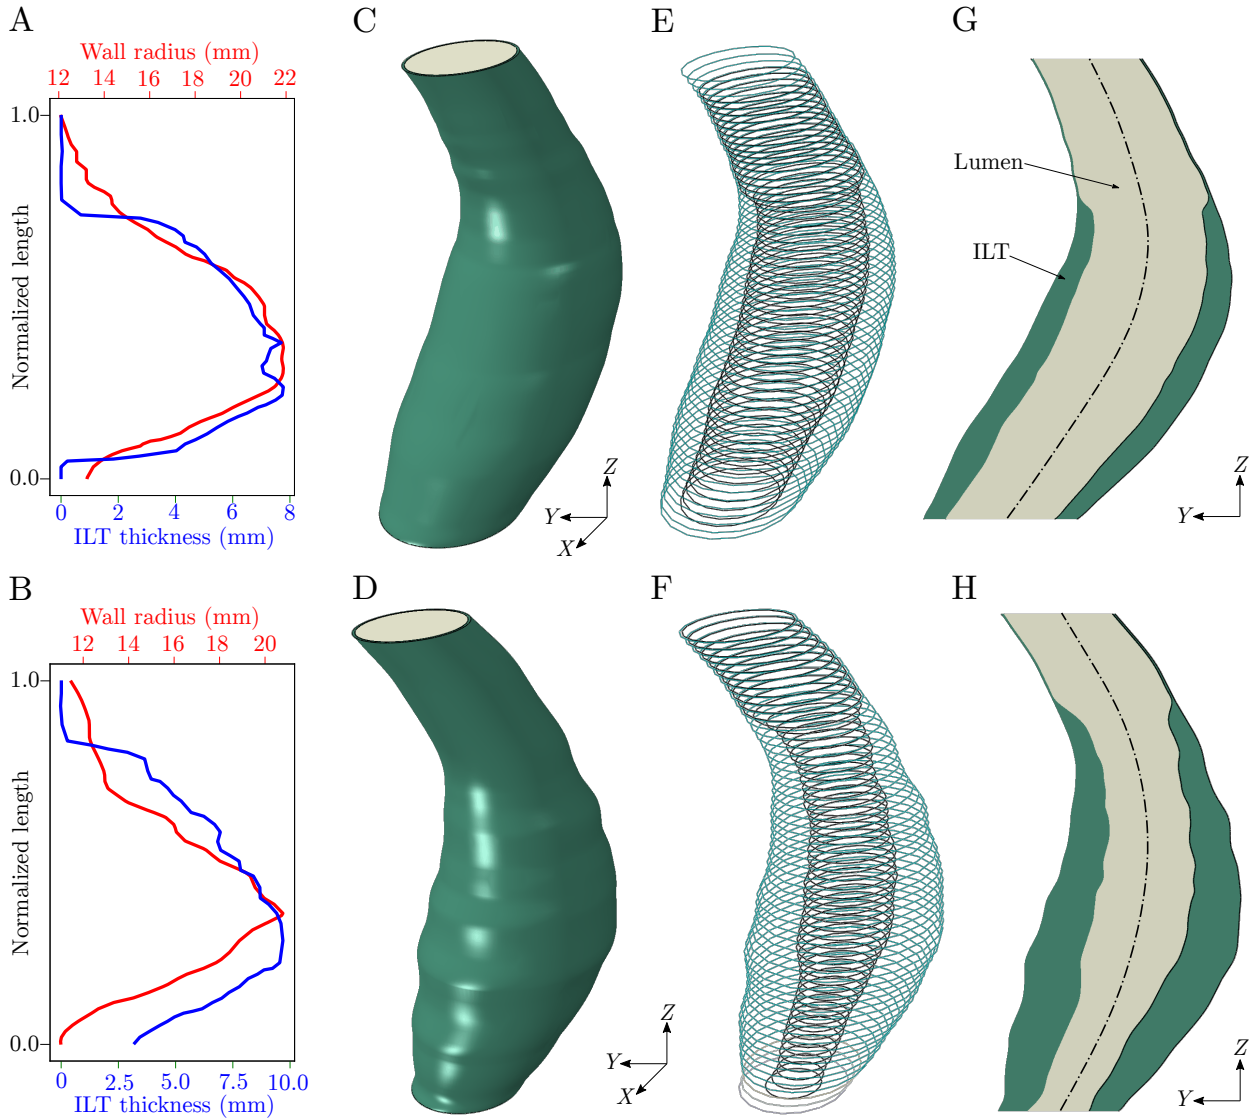 A
Wall radius (mm)
12 14 16 18 20 22
1.0
Normalized length
0.0
0 2 4 6 8
ILT thickness (mm)
C
Z
Y
X
E
G
Lumen
ILT
Z
Y
B
Wall radius (mm)
12 14 16 18 20
1.0
Normalized length
0.0
0 2.5 5.0 7.5 10.0
ILT thickness (mm)
D
Z
Y
X
F
H
Z
Y